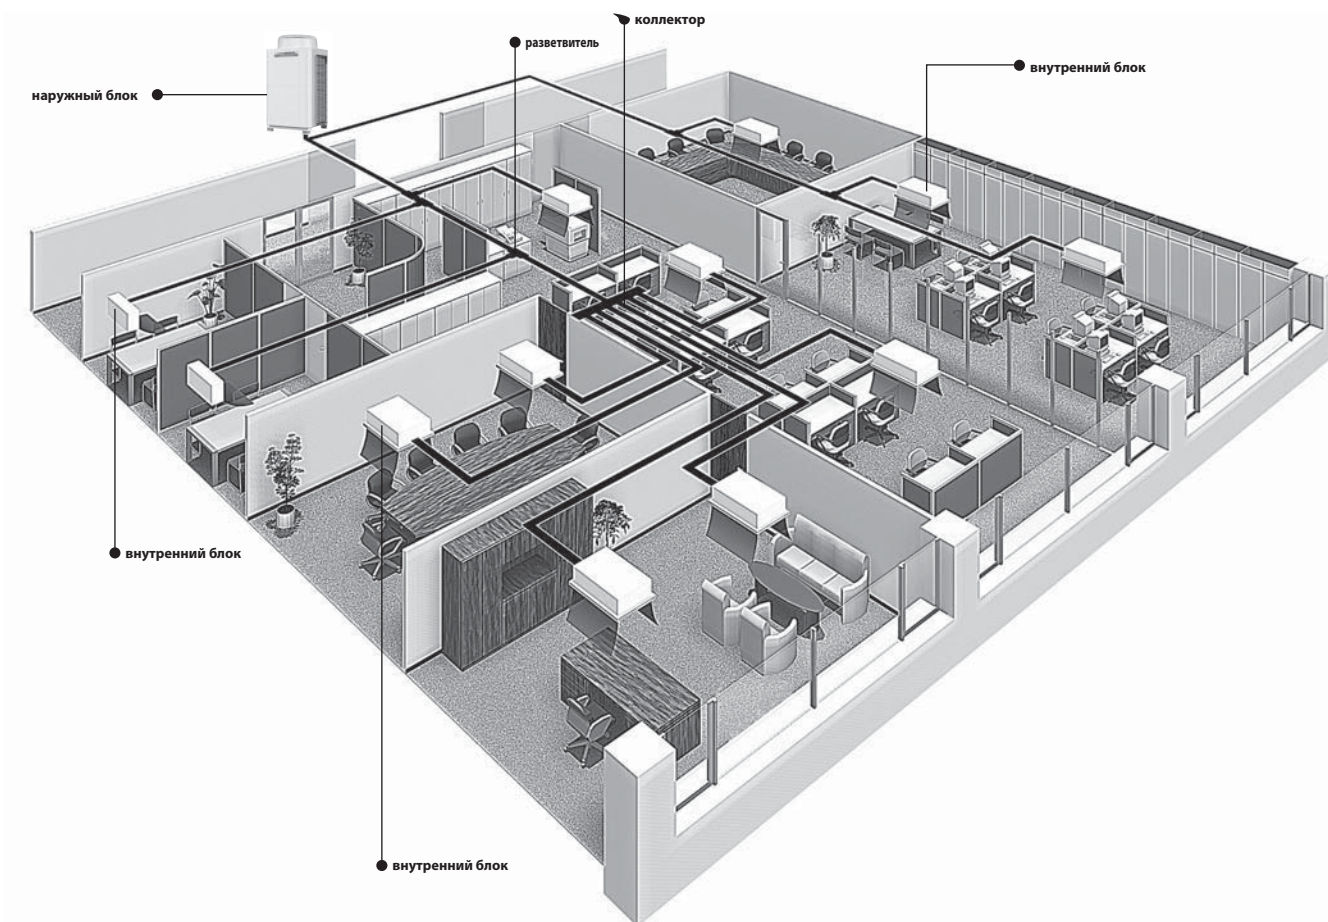 коллектор
разветвитель
внутренний блок
наружный блок
внутренний блок
внутренний блок